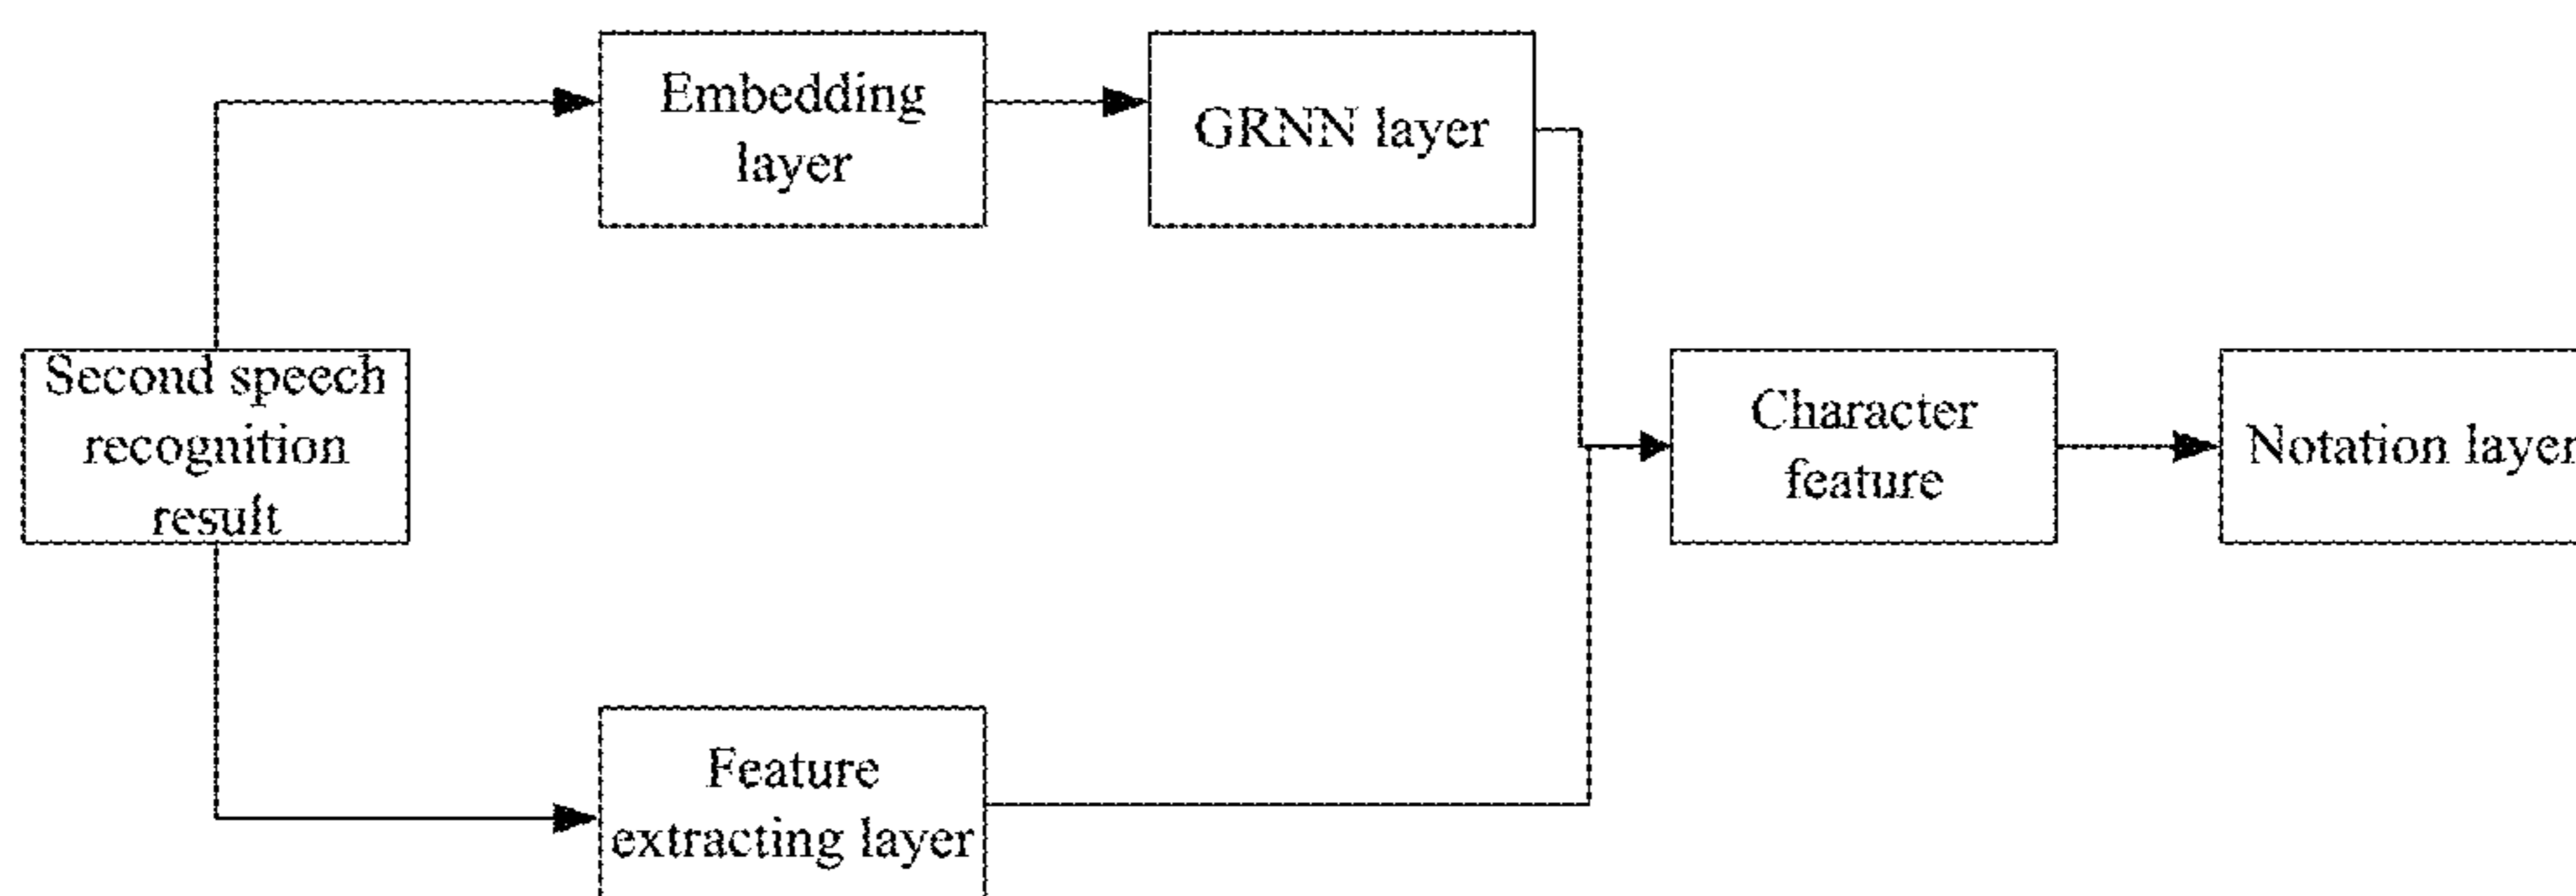 Embedding
layer
GRNN layer
Second speech
recognition
result
Character
feature
Notation layer
Feature
extracting layer